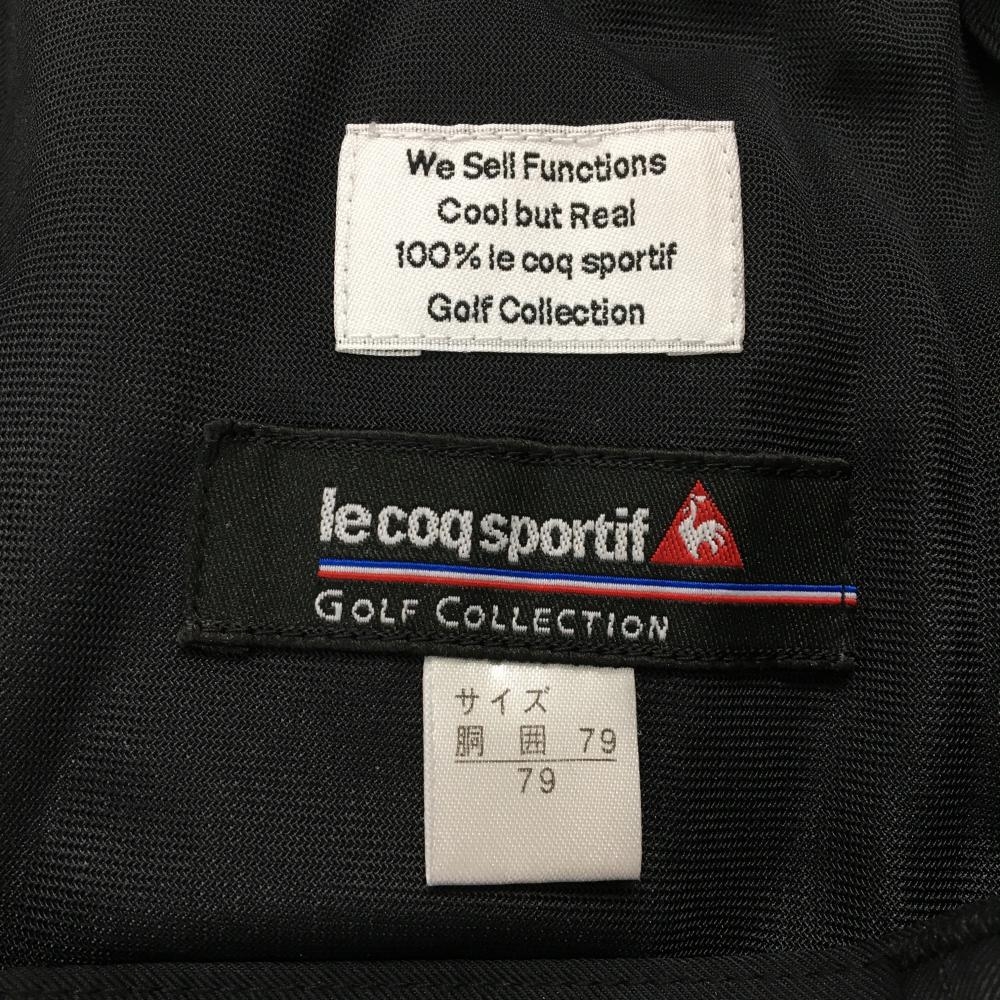 We Sell Functions
Cool but Real
100% le coq sportif
Golf Collection
le coq sportif
GOLF COLLECTION
サイズ
胴 囲 79
79